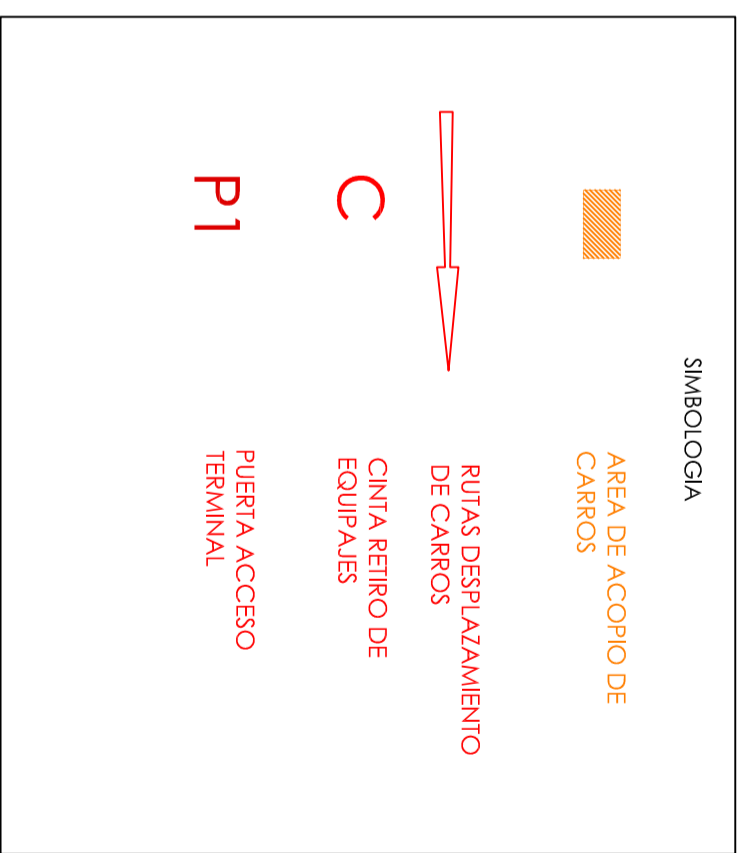 SIMBOLOGIA
AREA DE ACOPIO DE
CARROS
RUTAS DESPLAZAMIENTO
DE CARROS
C
CINTA RETIRO DE
EQUIPAJES
P1
PUERTA ACCESO
TERMINAL